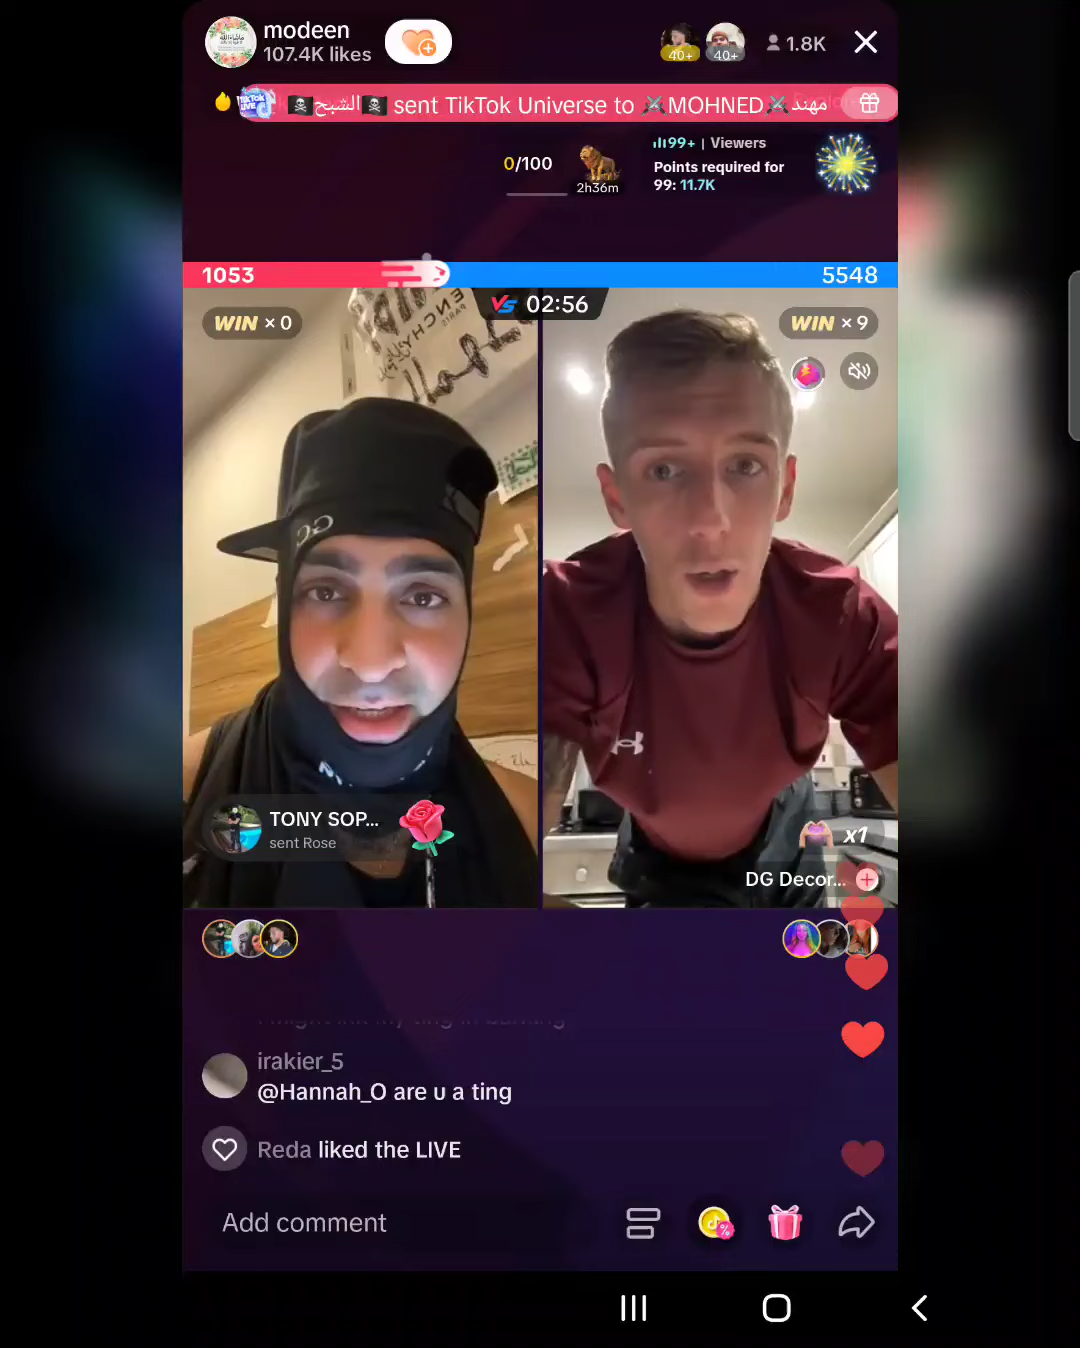 modeen
107.4K likes
40+
40+
1.8K
☠الشبح☠ sent TikTok Universe to ⚔MOHNED⚔مهند
0/100
2h36m
99+ | Viewers
Points required for
99: 11.7K
1053
5548
VS 02:56
WIN × 0
WIN × 9
TONY SOP...
sent Rose
x1
DG Decor...
irakier_5
@Hannah_O are u a ting
Reda liked the LIVE
Add comment